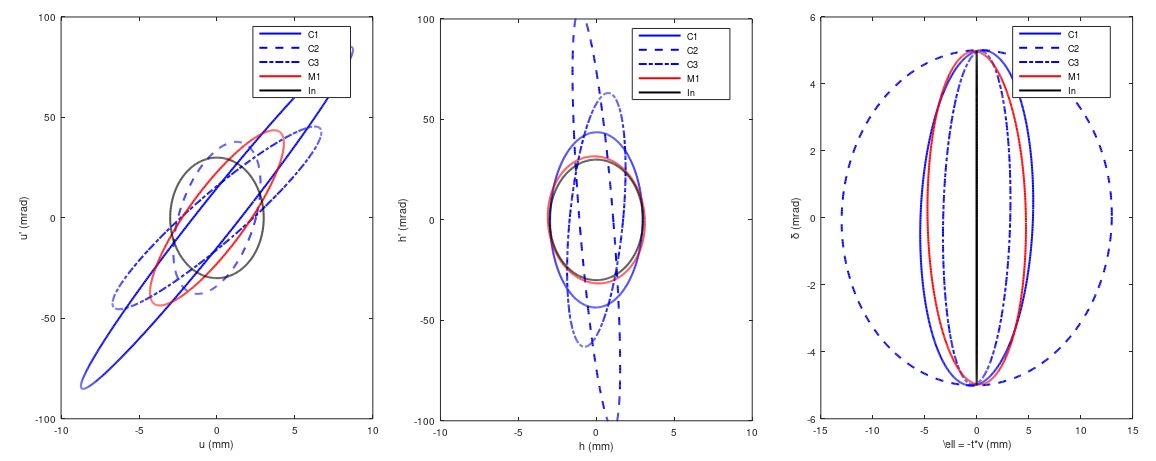 100
50
0
-50
-100
-10
-5
0
5
10
u' (mrad)
u (mm)
C1
C2
C3
M1
In
100
50
0
-50
-100
-10
-5
0
5
10
h' (mrad)
h (mm)
C1
C2
C3
M1
In
6
4
2
0
-2
-4
-6
-15
-10
-5
0
5
10
15
δ (mrad)
\ell = -t*v (mm)
C1
C2
C3
M1
In